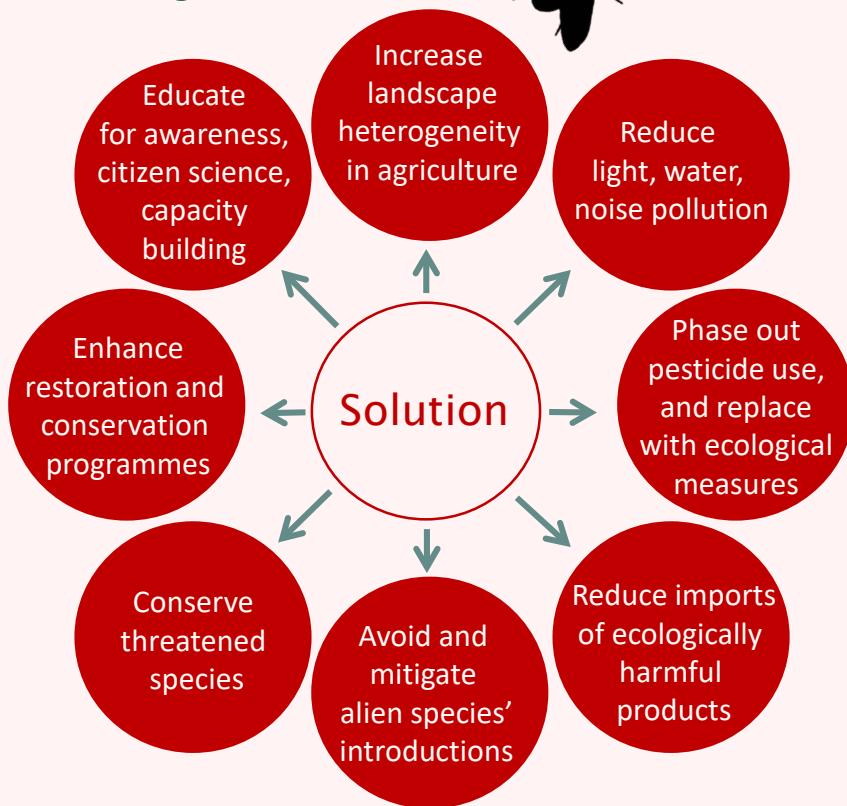 Increase
landscape
heterogeneity
in agriculture
Reduce
light, water,
noise pollution
Phase out
pesticide use,
and replace
with ecological
measures
Reduce imports
of ecologically
harmful
products
Avoid and
mitigate
alien species’
introductions
Conserve
threatened
species
Enhance
restoration and
conservation
programmes
Educate
for awareness,
citizen science,
capacity
building
Solution